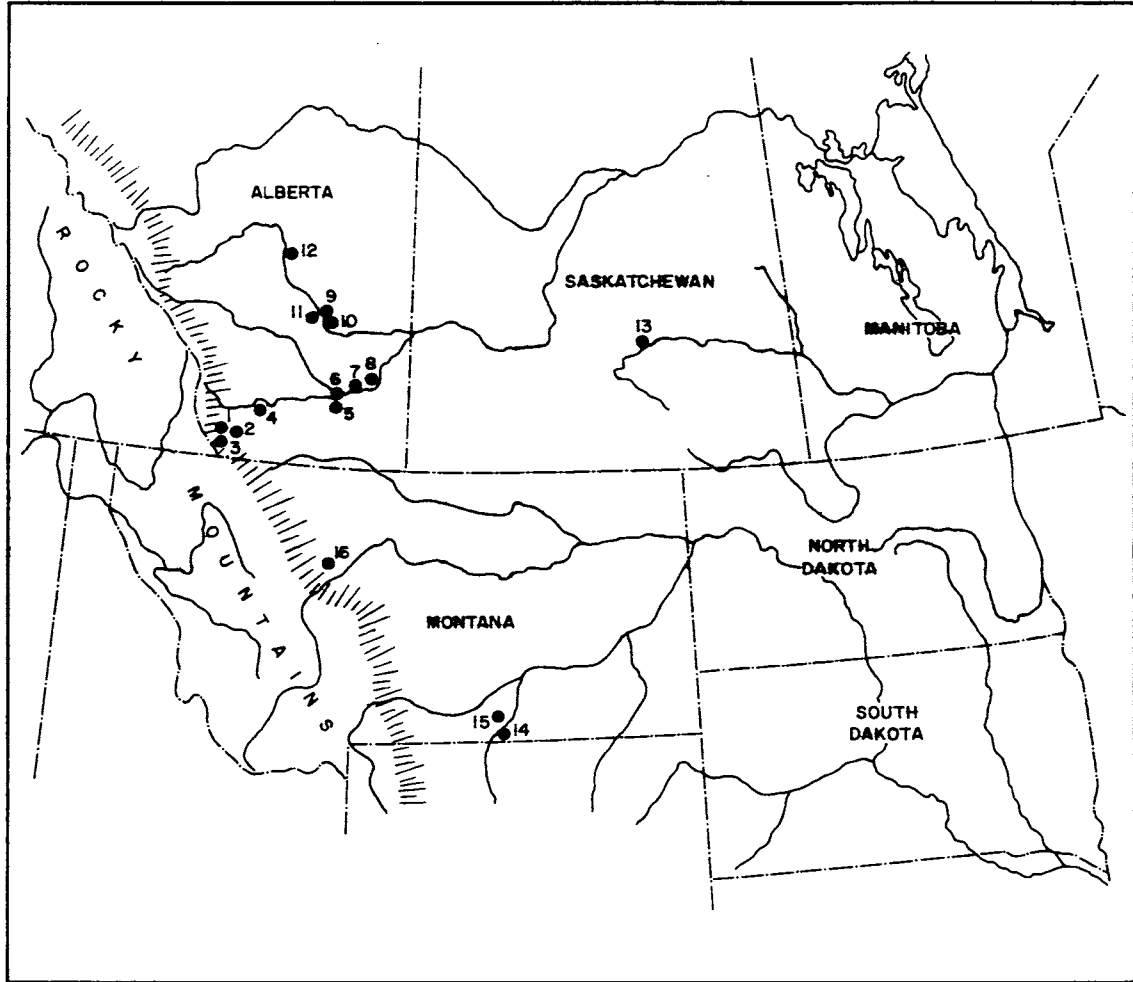 ALBERTA
ROCKY
12
SASKATCHEWAN
9
11
10
MANITOBA
13
8
7
6
5
4
2
3
MOUNTAINS
16
NORTH
DAKOTA
MONTANA
15
14
SOUTH
DAKOTA